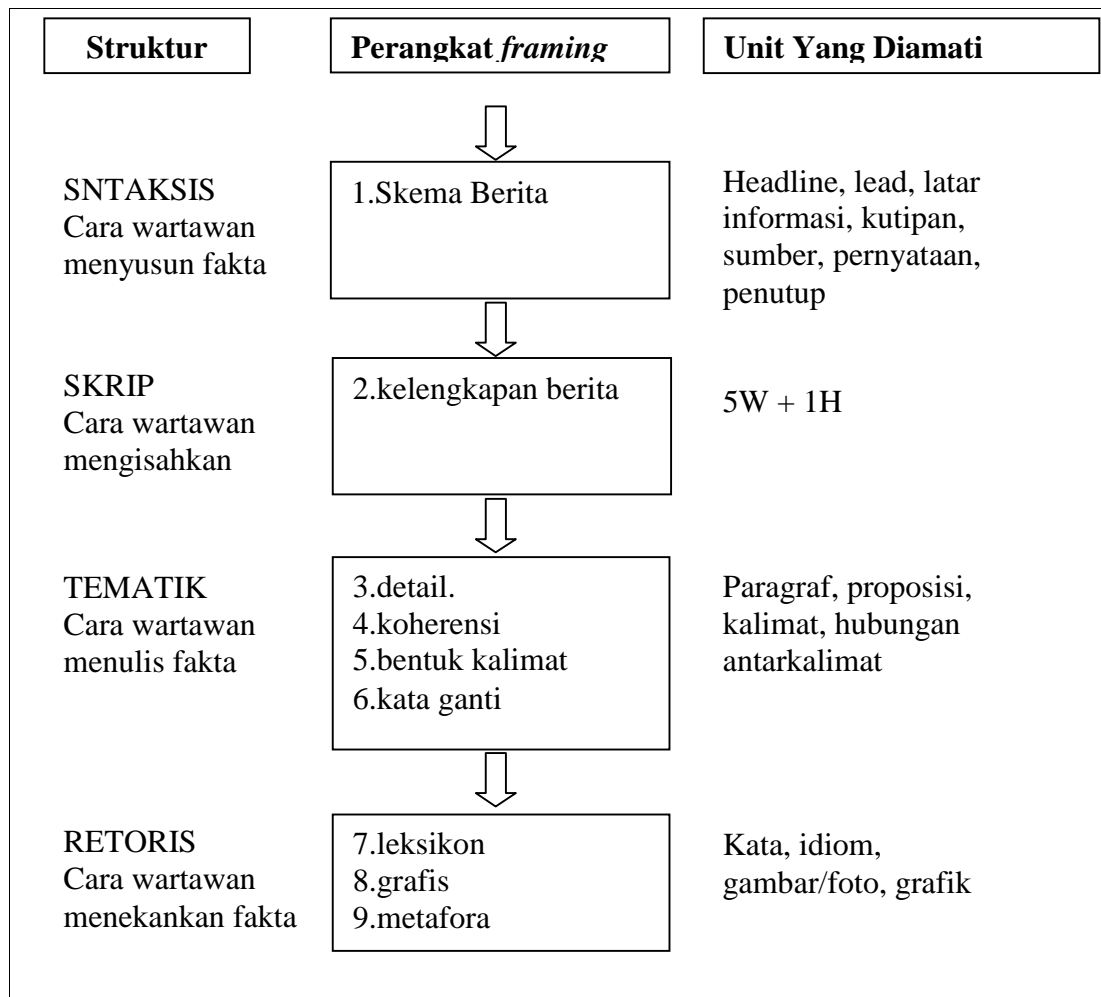 Struktur
Perangkat framing
Unit Yang Diamati
SNTAKSIS
Cara wartawan
menyusun fakta
1.Skema Berita
Headline, lead, latar
informasi, kutipan,
sumber, pernyataan,
penutup
SKRIP
Cara wartawan
mengisahkan
2.kelengkapan berita
5W + 1H
TEMATIK
Cara wartawan
menulis fakta
3.detail.
4.koherensi
5.bentuk kalimat
6.kata ganti
Paragraf, proposisi,
kalimat, hubungan
antarkalimat
RETORIS
Cara wartawan
menekankan fakta
7.leksikon
8.grafis
9.metafora
Kata, idiom,
gambar/foto, grafik